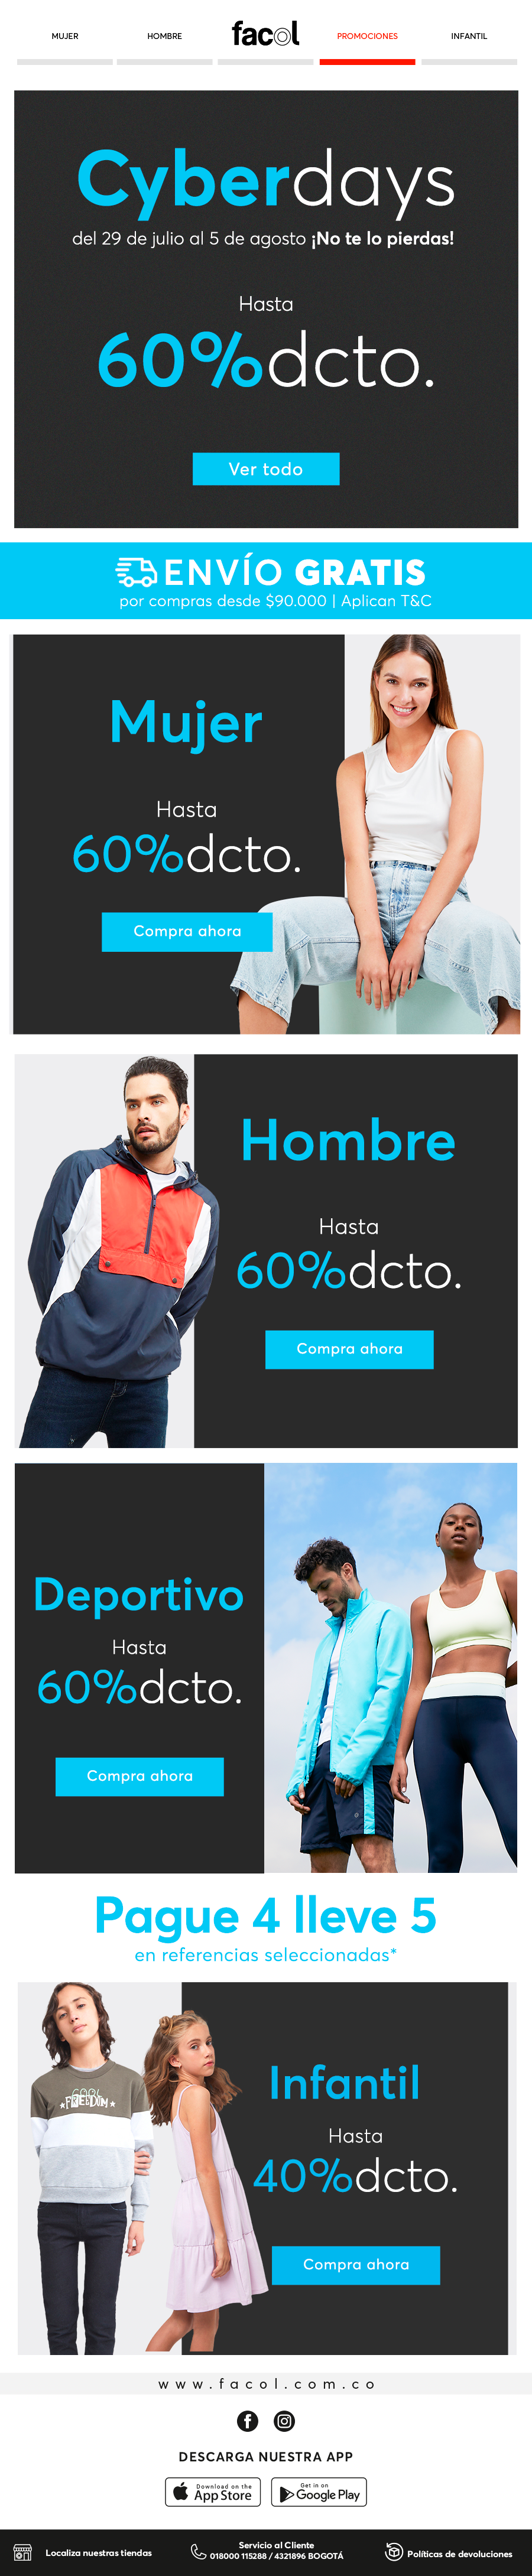 MUJER
HOMBRE
facol
PROMOCIONES
INFANTIL
Cyberdays
del 29 de julio al 5 de agosto ¡No te lo pierdas!
Hasta
60%dcto.
Ver todo
ENVÍO GRATIS
por compras desde $90.000 | Aplican T&C
Mujer
Hasta
60%dcto.
Compra ahora
Hombre
Hasta
60%dcto.
Compra ahora
Deportivo
Hasta
60%dcto.
Compra ahora
Pague 4 lleve 5
en referencias seleccionadas*
FREEDOM
Infantil
Hasta
40%dcto.
Compra ahora
www.facol.com.co
DESCARGA NUESTRA APP
Download on the
App Store
Get in on
Google Play
Localiza nuestras tiendas
Servicio al Cliente
018000 115288 / 4321896 BOGOTÁ
Políticas de devoluciones